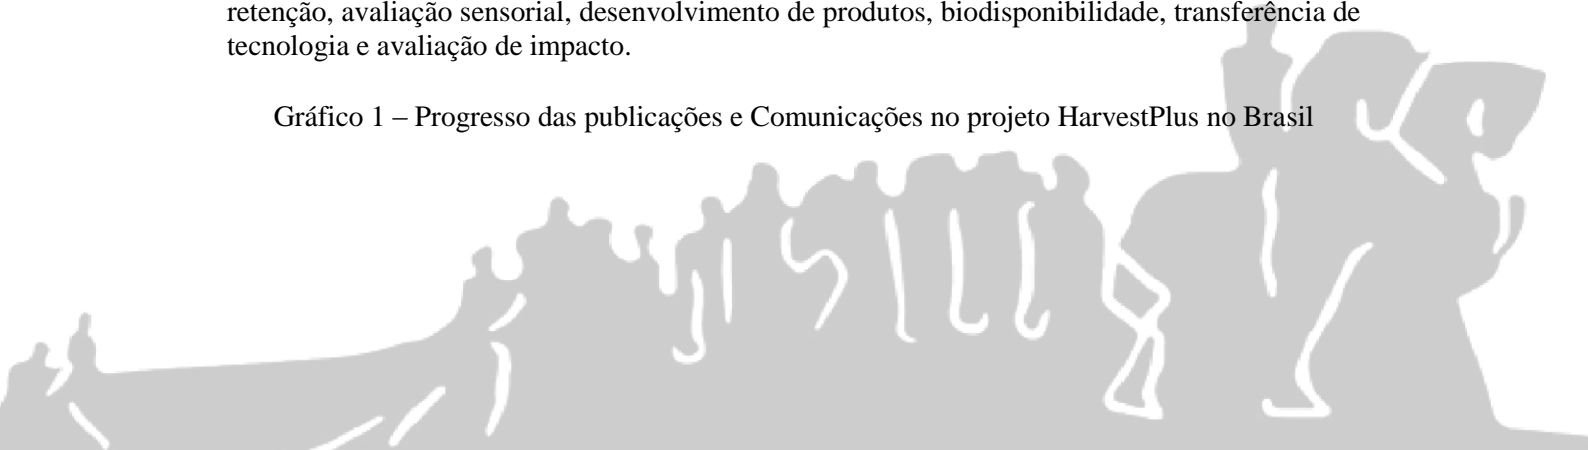 retenção, avaliação sensorial, desenvolvimento de produtos, biodisponibilidade, transferência de
tecnologia e avaliação de impacto.
Gráfico 1 – Progresso das publicações e Comunicações no projeto HarvestPlus no Brasil